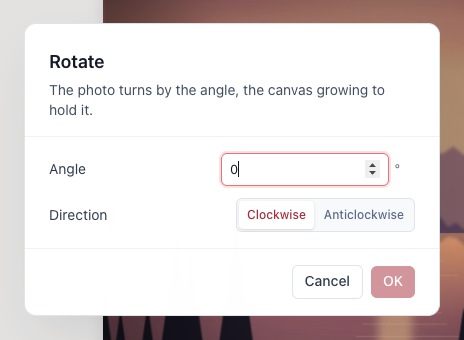 Rotate
The photo turns by the angle, the canvas growing to
hold it.
Angle 0 °
Direction Clockwise Anticlockwise
Cancel OK